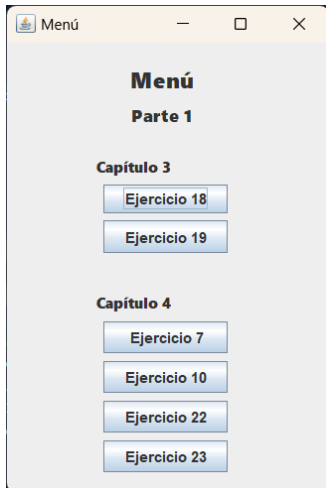 Menú
Menú
Parte 1
Capítulo 3
Ejercicio 18
Ejercicio 19
Capítulo 4
Ejercicio 7
Ejercicio 10
Ejercicio 22
Ejercicio 23